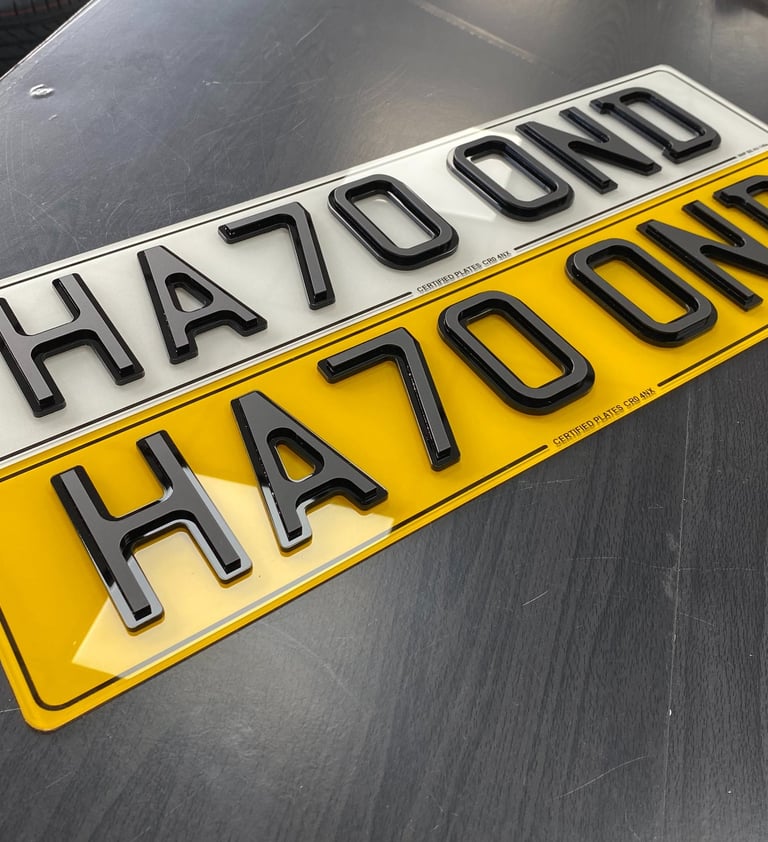 HA70 OND
CERTIFIED PLATES CR0 4NX
HA70 OND
CERTIFIED PLATES CR0 4NX